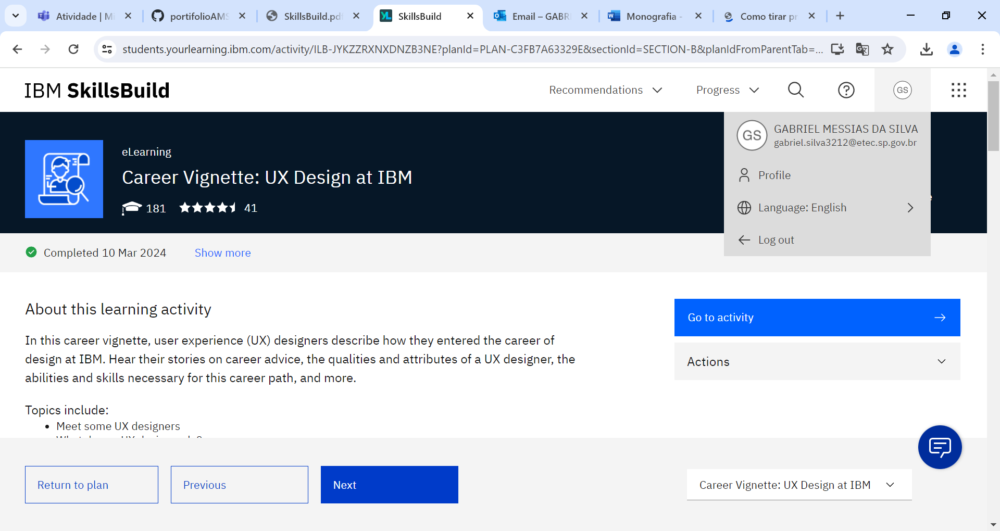 Atividade | Mi
portifolioAMS
SkillsBuild.pdf
SkillsBuild
Email – GABRI
Monografia -
Como tirar pr
students.yourlearning.ibm.com/activity/ILB-JYKZZRXNXDNZB3NE?planId=PLAN-C3FB7A63329E&sectionId=SECTION-B&planIdFromParentTab=...
IBM SkillsBuild
Recommendations
Progress
GS
GS
GABRIEL MESSIAS DA SILVA
gabriel.silva3212@etec.sp.gov.br
Profile
Language: English
Log out
eLearning
Career Vignette: UX Design at IBM
181
41
Completed 10 Mar 2024
Show more
About this learning activity
In this career vignette, user experience (UX) designers describe how they entered the career of
design at IBM. Hear their stories on career advice, the qualities and attributes of a UX designer, the
abilities and skills necessary for this career path, and more.
Topics include:
• Meet some UX designers
Go to activity
Actions
Return to plan
Previous
Next
Career Vignette: UX Design at IBM